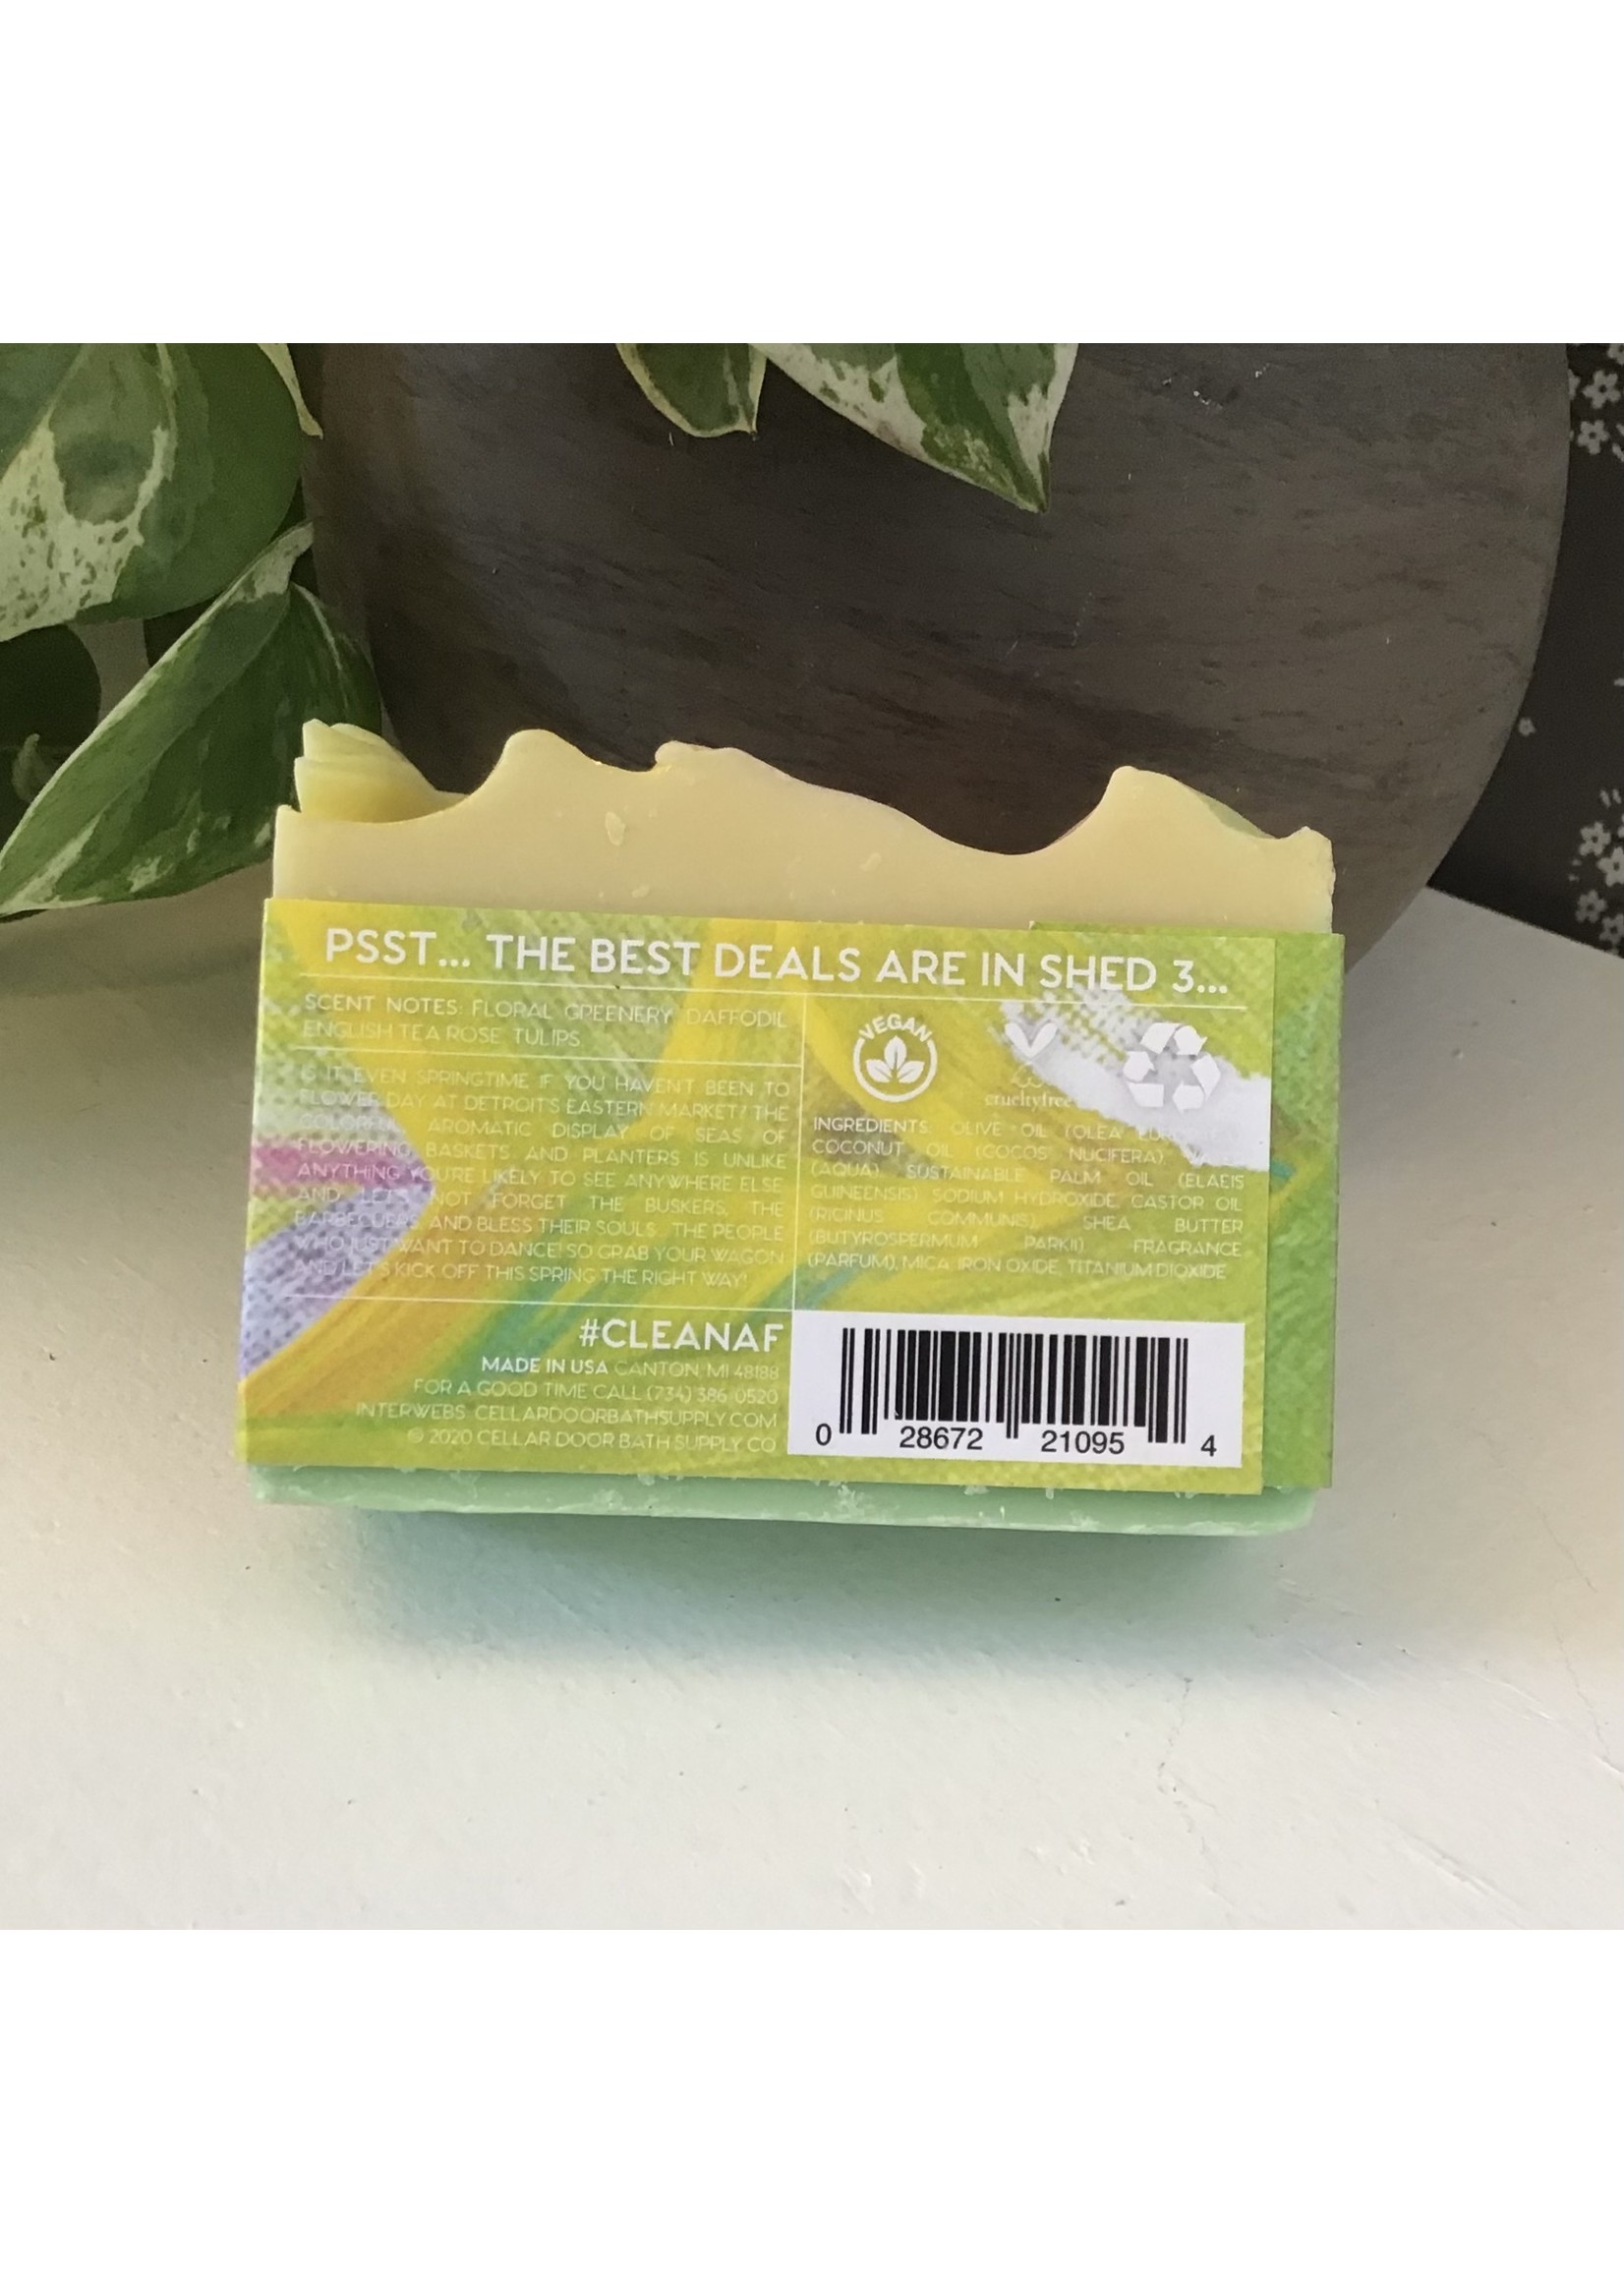 PSST... THE BEST DEALS ARE IN SHED 3...
SCENT NOTES: FLORAL GREENERY DAFFODIL
ENGLISH TEA ROSE TULIPS
IS IT EVEN SPRINGTIME IF YOU HAVEN'T BEEN TO
FLOWER DAY AT DETROIT'S EASTERN MARKET? THE
COLORFUL AROMATIC DISPLAY OF SEAS OF
FLOWERING BASKETS AND PLANTERS IS UNLIKE
ANYTHING YOU'RE LIKELY TO SEE ANYWHERE ELSE
AND LET'S NOT FORGET THE BUSKERS, THE
BARBECUERS, AND BLESS THEIR SOULS, THE PEOPLE
WHO JUST WANT TO DANCE! SO GRAB YOUR WAGON
AND LET'S KICK OFF THIS SPRING THE RIGHT WAY!
#CLEANAF
MADE IN USA CANTON, MI 48188
FOR A GOOD TIME CALL (734) 386-0520
INTERWEBS: CELLARDOORBATHSUPPLY.COM
© 2020 CELLAR DOOR BATH SUPPLY CO
VEGAN
crueltyfree
INGREDIENTS: OLIVE OIL (OLEA
COCONUT OIL (COCOS NUCIFERA)
(AQUA), SUSTAINABLE PALM OIL (ELAEIS
GUINEENSIS) SODIUM HYDROXIDE, CASTOR OIL
(RICINUS COMMUNIS), SHEA BUTTER
(BUTYROSPERMUM PARKII) FRAGRANCE
(PARFUM), MICA, IRON OXIDE, TITANIUM DIOXIDE
0 28672 21095 4